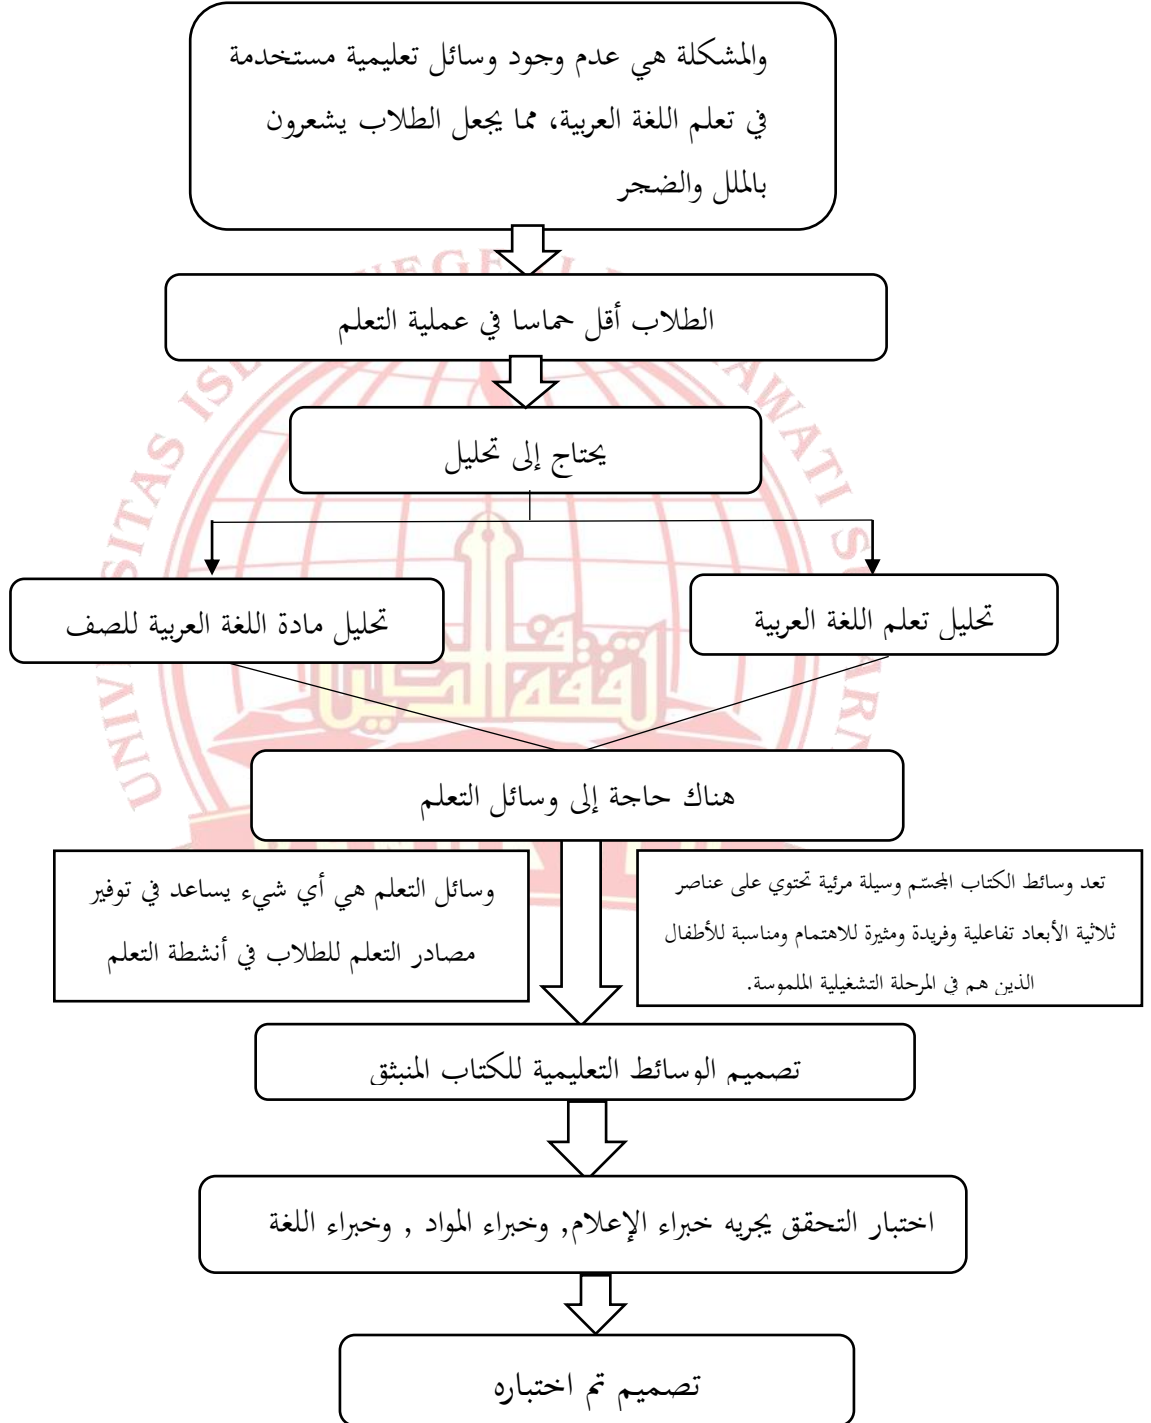 والمشكلة هي عدم وجود وسائل تعليمية مستخدمة
في تعلم اللغة العربية، مما يجعل الطلاب يشعرون
بالملل والضجر
الطلاب أقل حماسا في عملية التعلم
يحتاج إلى تحليل
تحليل تعلم اللغة العربية
تحليل مادة اللغة العربية للصف
هناك حاجة إلى وسائل التعلم
تعد وسائط الكتاب المجسّم وسيلة مرئية تحتوي على عناصر
ثلاثية الأبعاد تفاعلية وفريدة ومثيرة للاهتمام ومناسبة للأطفال
الذين هم في المرحلة التشغيلية الملموسة.
وسائل التعلم هي أي شيء يساعد في توفير
مصادر التعلم للطلاب في أنشطة التعلم
تصميم الوسائط التعليمية للكتاب المنبثق
اختبار التحقق يجريه خبراء الإعلام, وخبراء المواد , وخبراء اللغة
تصميم تم اختباره